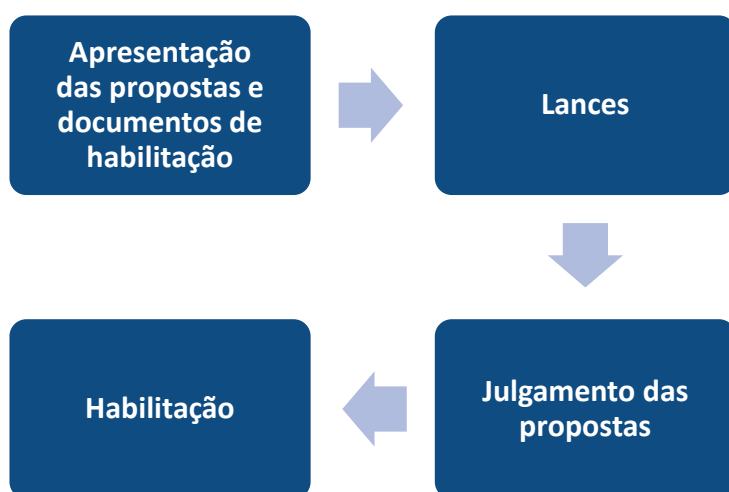 Apresentação
das propostas e
documentos de
habilitação
Lances
Julgamento das
propostas
Habilitação